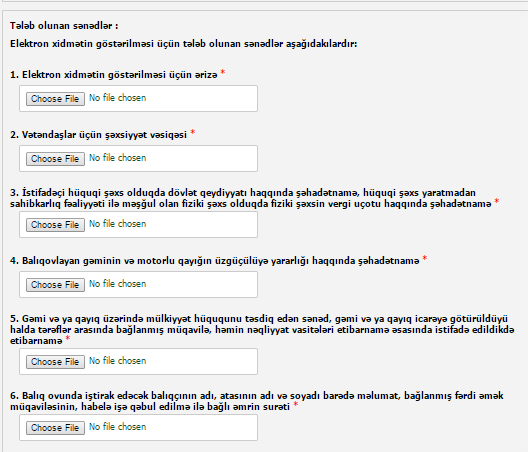 Tələb olunan sənədlər :
Elektron xidmətin göstərilməsi üçün tələb olunan sənədlər aşağıdakılardır:
1. Elektron xidmətin göstərilməsi üçün ərizə *
Choose File No file chosen
2. Vətəndaşlar üçün şəxsiyyət vəsiqəsi *
Choose File No file chosen
3. İstifadəçi hüquqi şəxs olduqda dövlət qeydiyyatı haqqında şəhadətnamə, hüquqi şəxs yaratmadan
sahibkarlıq fəaliyyəti ilə məşğul olan fiziki şəxs olduqda fiziki şəxsin vergi uçotu haqqında şəhadətnamə *
Choose File No file chosen
4. Balıqovlayan gəminin və motorlu qayığın üzgüçülüyə yararlığı haqqında şəhadətnamə *
Choose File No file chosen
5. Gəmi və ya qayıq üzərində mülkiyyət hüququnu təsdiq edən sənəd, gəmi və ya qayıq icarəyə götürüldüyü
halda tərəflər arasında bağlanmış müqavilə, həmin nəqliyyat vasitələri etibarnamə əsasında istifadə edildikdə
etibarnamə *
Choose File No file chosen
6. Balıq ovunda iştirak edəcək balıqçının adı, atasının adı və soyadı barədə məlumat, bağlanmış fərdi əmək
müqaviləsinin, habelə işə qəbul edilmə ilə bağlı əmrin surəti *
Choose File No file chosen